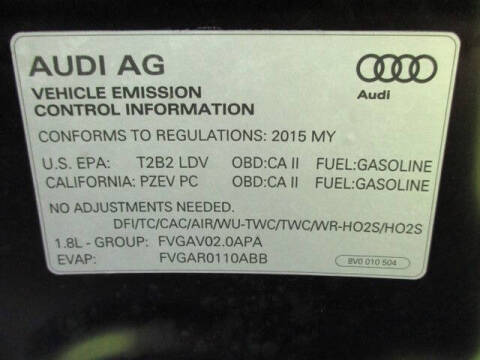 AUDI AG
Audi
VEHICLE EMISSION
CONTROL INFORMATION
CONFORMS TO REGULATIONS: 2015 MY
U.S. EPA: T2B2 LDV OBD:CA II FUEL:GASOLINE
CALIFORNIA: PZEV PC OBD:CA II FUEL:GASOLINE
NO ADJUSTMENTS NEEDED.
DFI/TC/CAC/AIR/WU-TWC/TWC/WR-HO2S/HO2S
1.8L - GROUP: FVGAV02.0APA
EVAP: FVGAR0110ABB
8V0 010 504